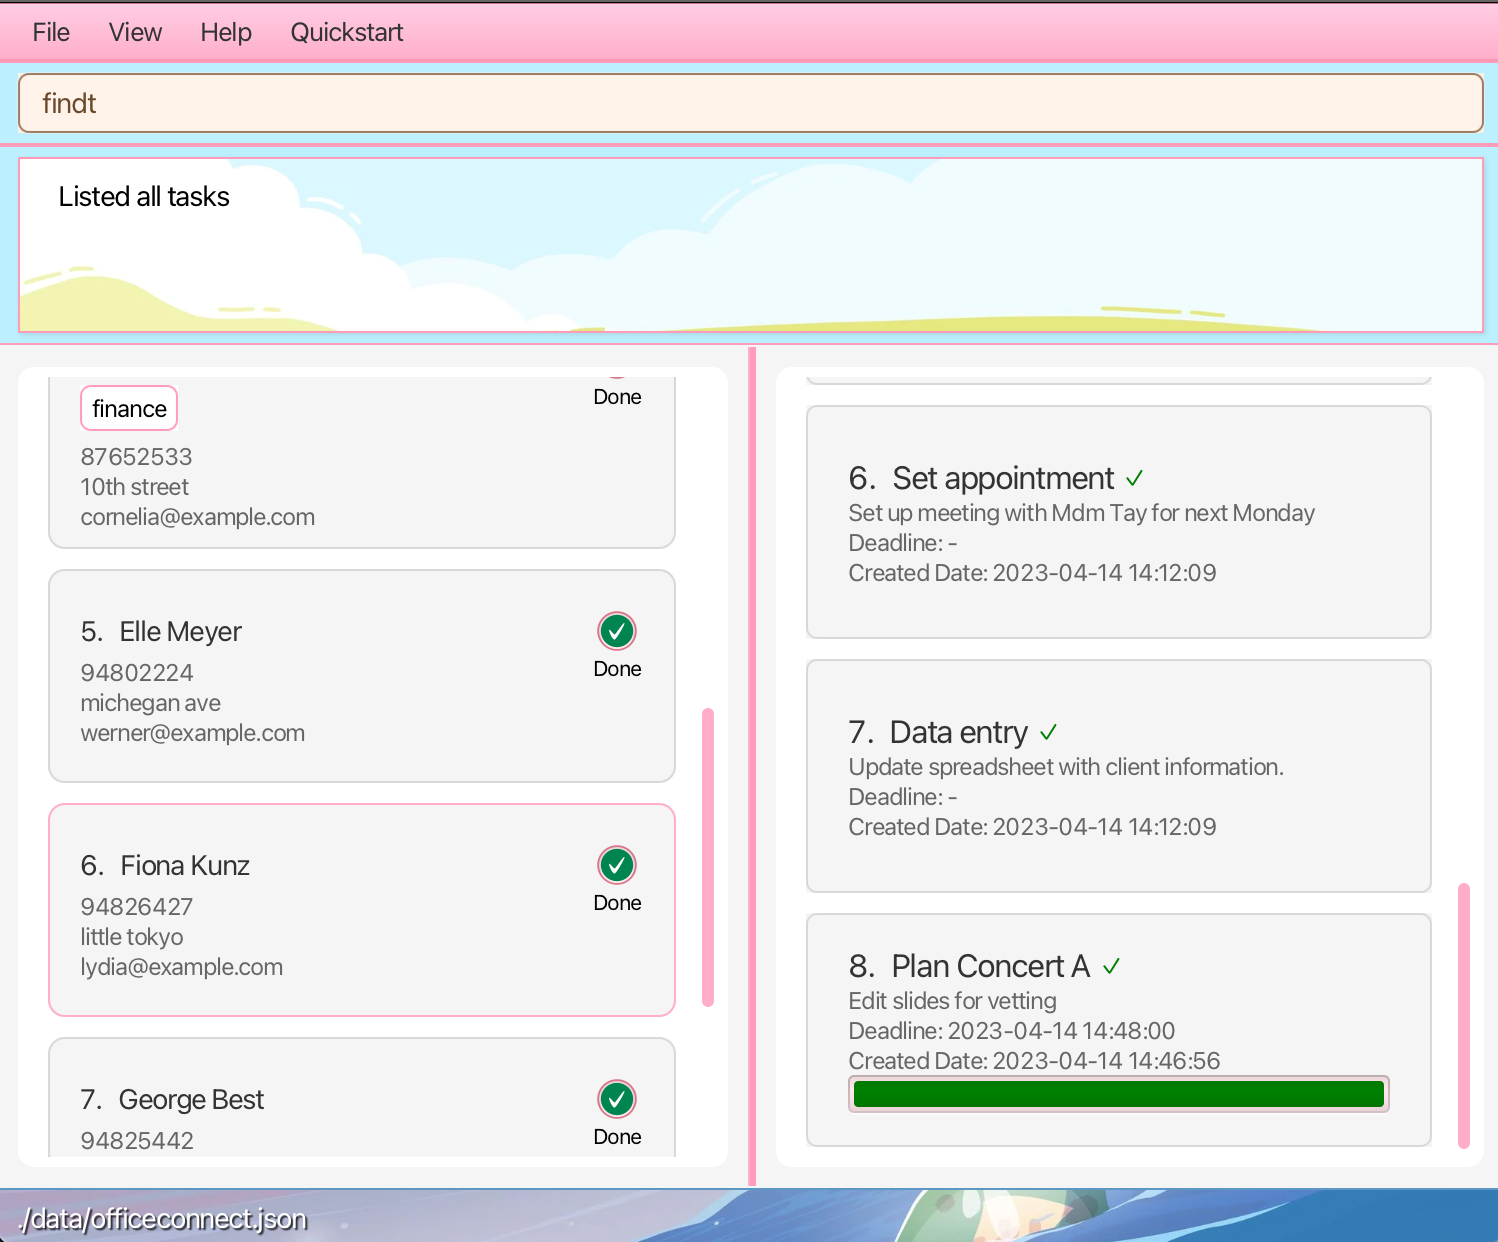 File View Help Quickstart
findt
Listed all tasks
finance
Done
87652533
10th street
cornelia@example.com
5. Elle Meyer
Done
94802224
michegan ave
werner@example.com
6. Fiona Kunz
Done
94826427
little tokyo
lydia@example.com
7. George Best
Done
94825442
6. Set appointment ✓
Set up meeting with Mdm Tay for next Monday
Deadline: -
Created Date: 2023-04-14 14:12:09
7. Data entry ✓
Update spreadsheet with client information.
Deadline: -
Created Date: 2023-04-14 14:12:09
8. Plan Concert A ✓
Edit slides for vetting
Deadline: 2023-04-14 14:48:00
Created Date: 2023-04-14 14:46:56
./data/officeconnect.json